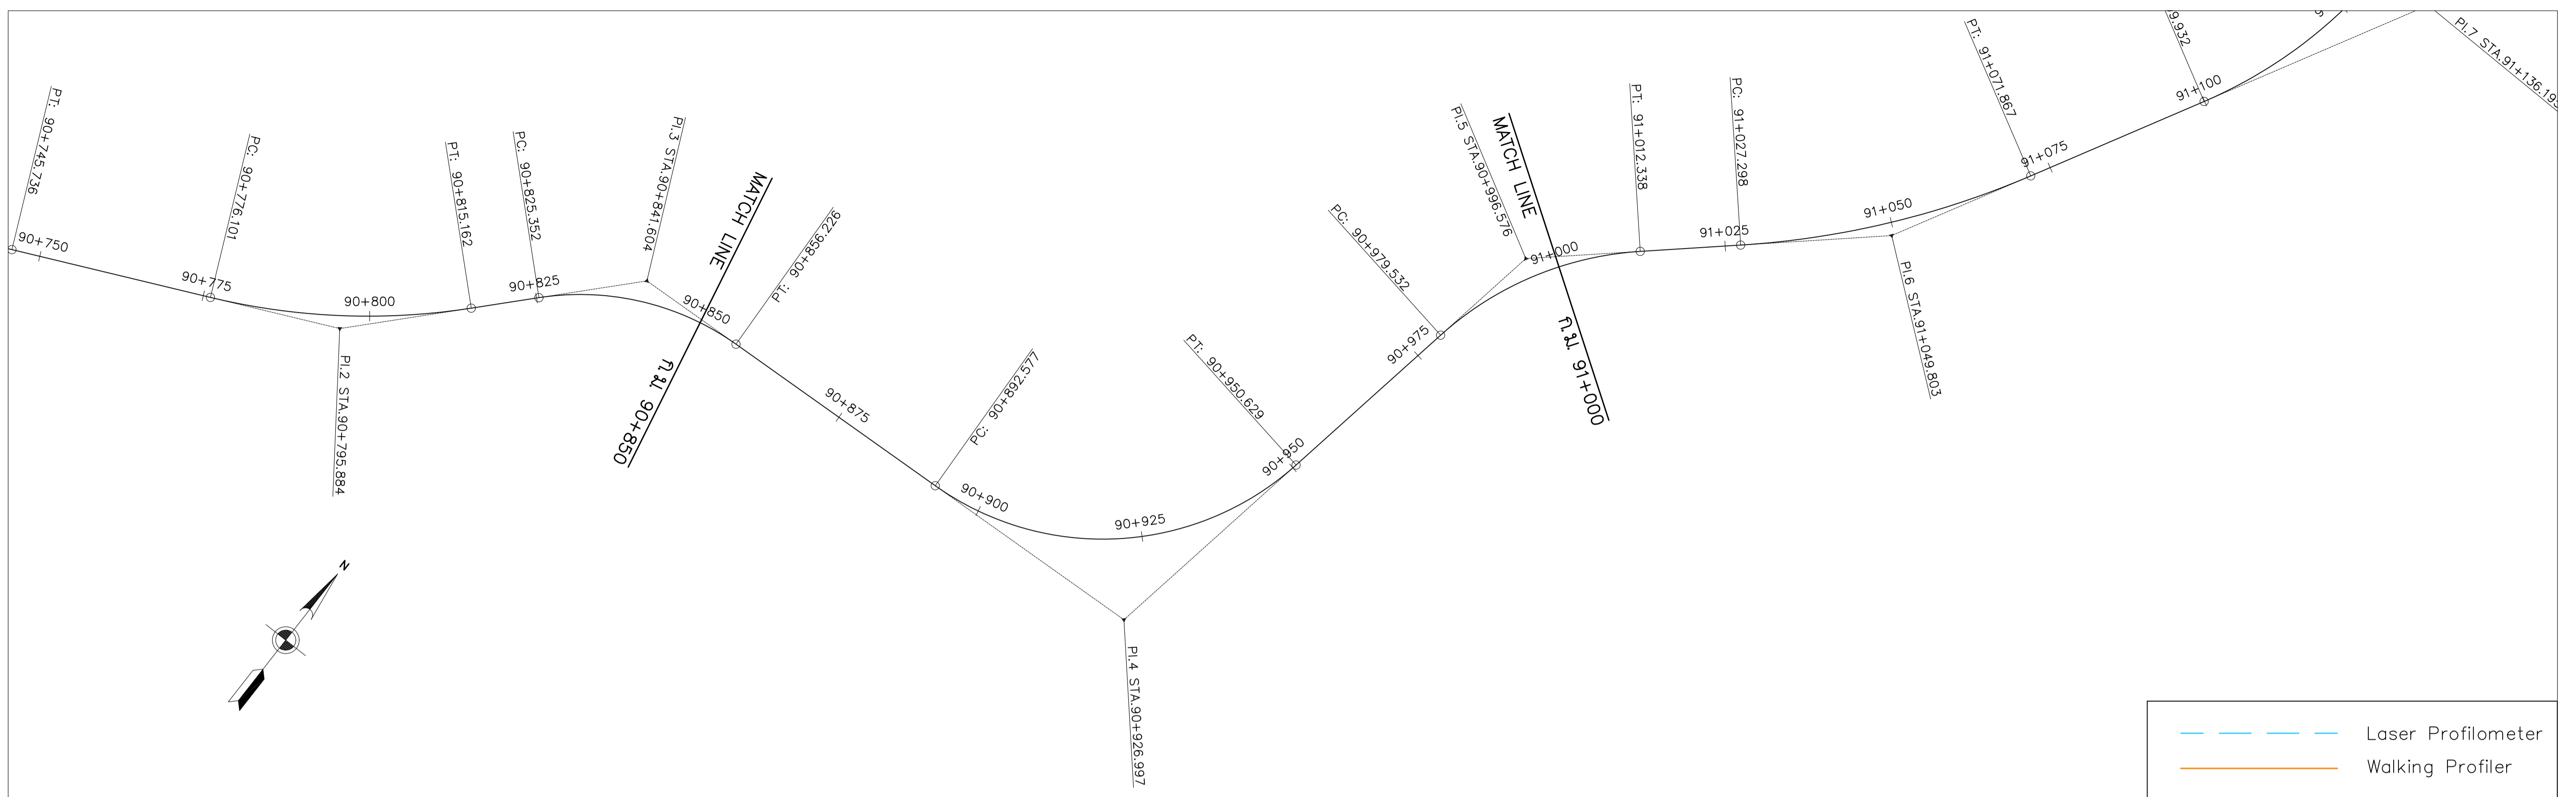 PT: 90+745.736
90+750
PC: 90+776.101
90+775
90+800
PI.2 STA.90+795.884
PT: 90+815.162
PC: 90+825.352
90+825
PI.3 STA.90+841.604
MATCH LINE
ก.ม. 90+850
90+850
PT: 90+856.226
90+875
PC: 90+892.577
90+900
90+925
PI.4 STA.90+926.997
PT: 90+950.629
90+950
PC: 90+979.532
90+975
PI.5 STA.90+996.576
MATCH LINE
ก.ม. 91+000
91+000
PT: 91+012.338
PC: 91+027.298
91+025
91+050
PI.6 STA.91+049.803
PT: 91+071.867
91+075
9.932
91+100
PI.7 STA.91+136.19
N
Laser Profilometer
Walking Profiler